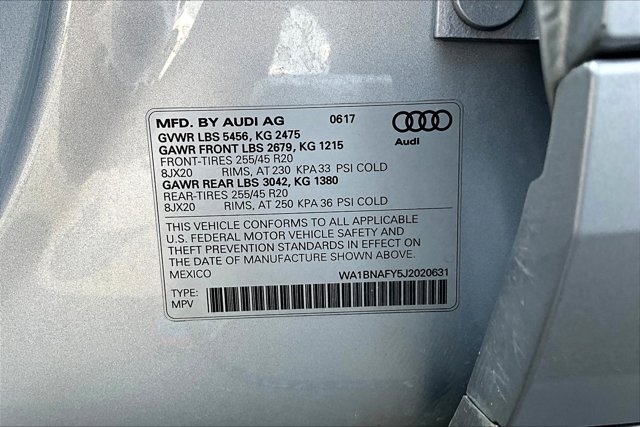 MFD. BY AUDI AG 0617
GVWR LBS 5456, KG 2475
GAWR FRONT LBS 2679, KG 1215
Audi
FRONT-TIRES 255/45 R20
8JX20 RIMS, AT 230 KPA 33 PSI COLD
GAWR REAR LBS 3042, KG 1380
REAR-TIRES 255/45 R20
8JX20 RIMS, AT 250 KPA 36 PSI COLD
THIS VEHICLE CONFORMS TO ALL APPLICABLE
U.S. FEDERAL MOTOR VEHICLE SAFETY AND
THEFT PREVENTION STANDARDS IN EFFECT ON
THE DATE OF MANUFACTURE SHOWN ABOVE.
MEXICO WA1BNAFY5J2020631
TYPE:
MPV